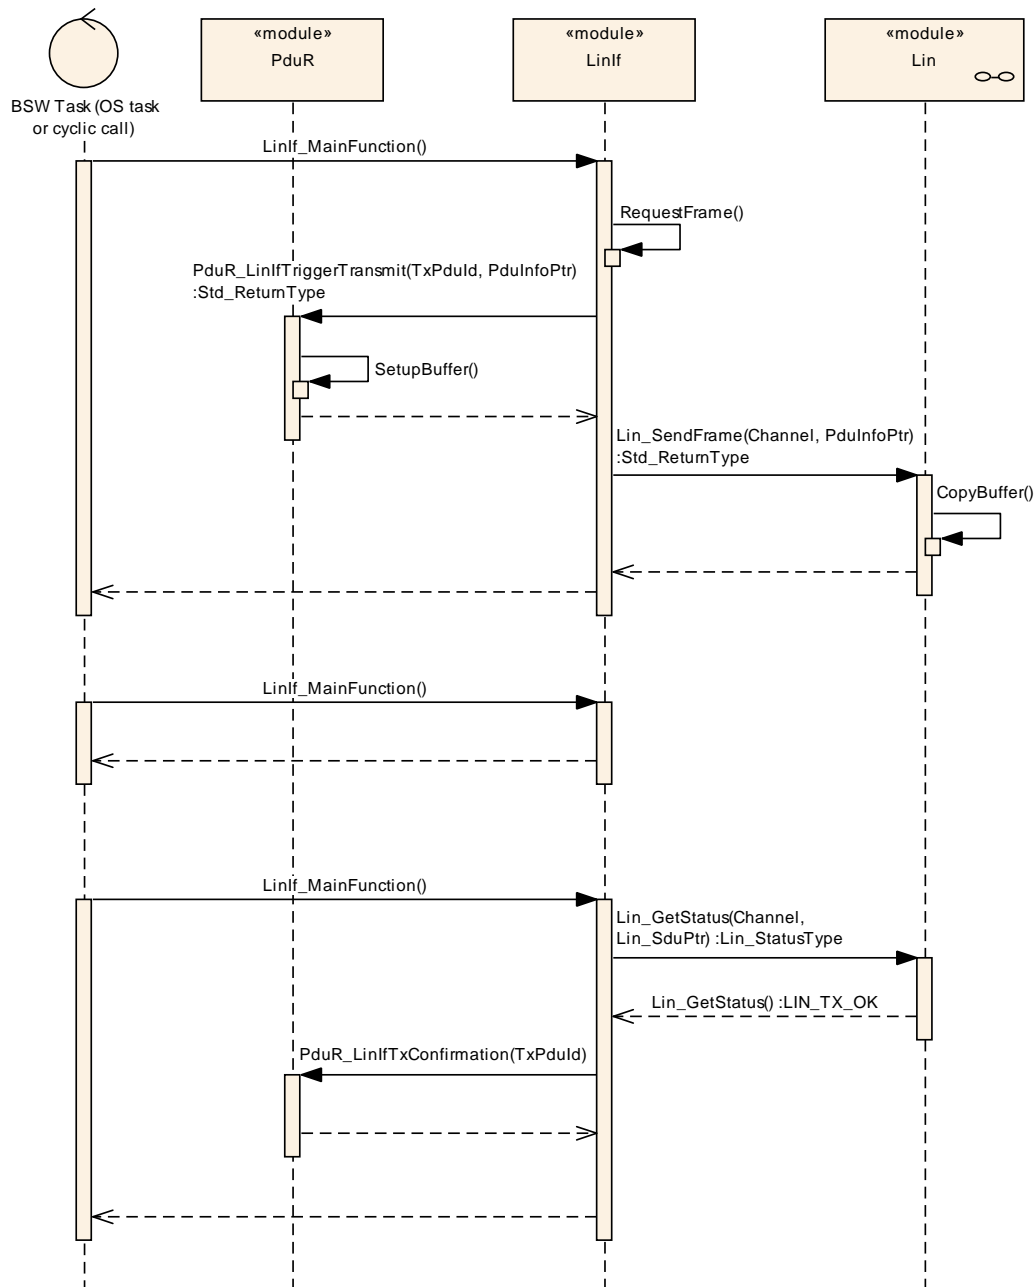 «module»
PduR
«module»
LinIf
«module»
Lin
BSW Task (OS task
or cyclic call)
LinIf_MainFunction()
RequestFrame()
PduR_LinIfTriggerTransmit(TxPduId, PduInfoPtr)
:Std_ReturnType
SetupBuffer()
Lin_SendFrame(Channel, PduInfoPtr)
:Std_ReturnType
CopyBuffer()
LinIf_MainFunction()
LinIf_MainFunction()
Lin_GetStatus(Channel,
Lin_SduPtr) :Lin_StatusType
Lin_GetStatus() :LIN_TX_OK
PduR_LinIfTxConfirmation(TxPduId)